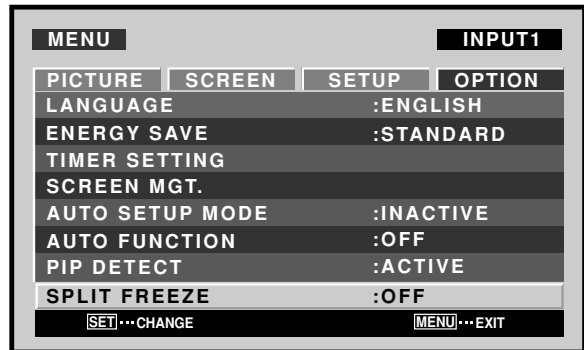 MENU INPUT1
PICTURE SCREEN SETUP OPTION
LANGUAGE :ENGLISH
ENERGY SAVE :STANDARD
TIMER SETTING
SCREEN MGT.
AUTO SETUP MODE :INACTIVE
AUTO FUNCTION :OFF
PIP DETECT :ACTIVE
SPLIT FREEZE :OFF
SET···CHANGE MENU···EXIT